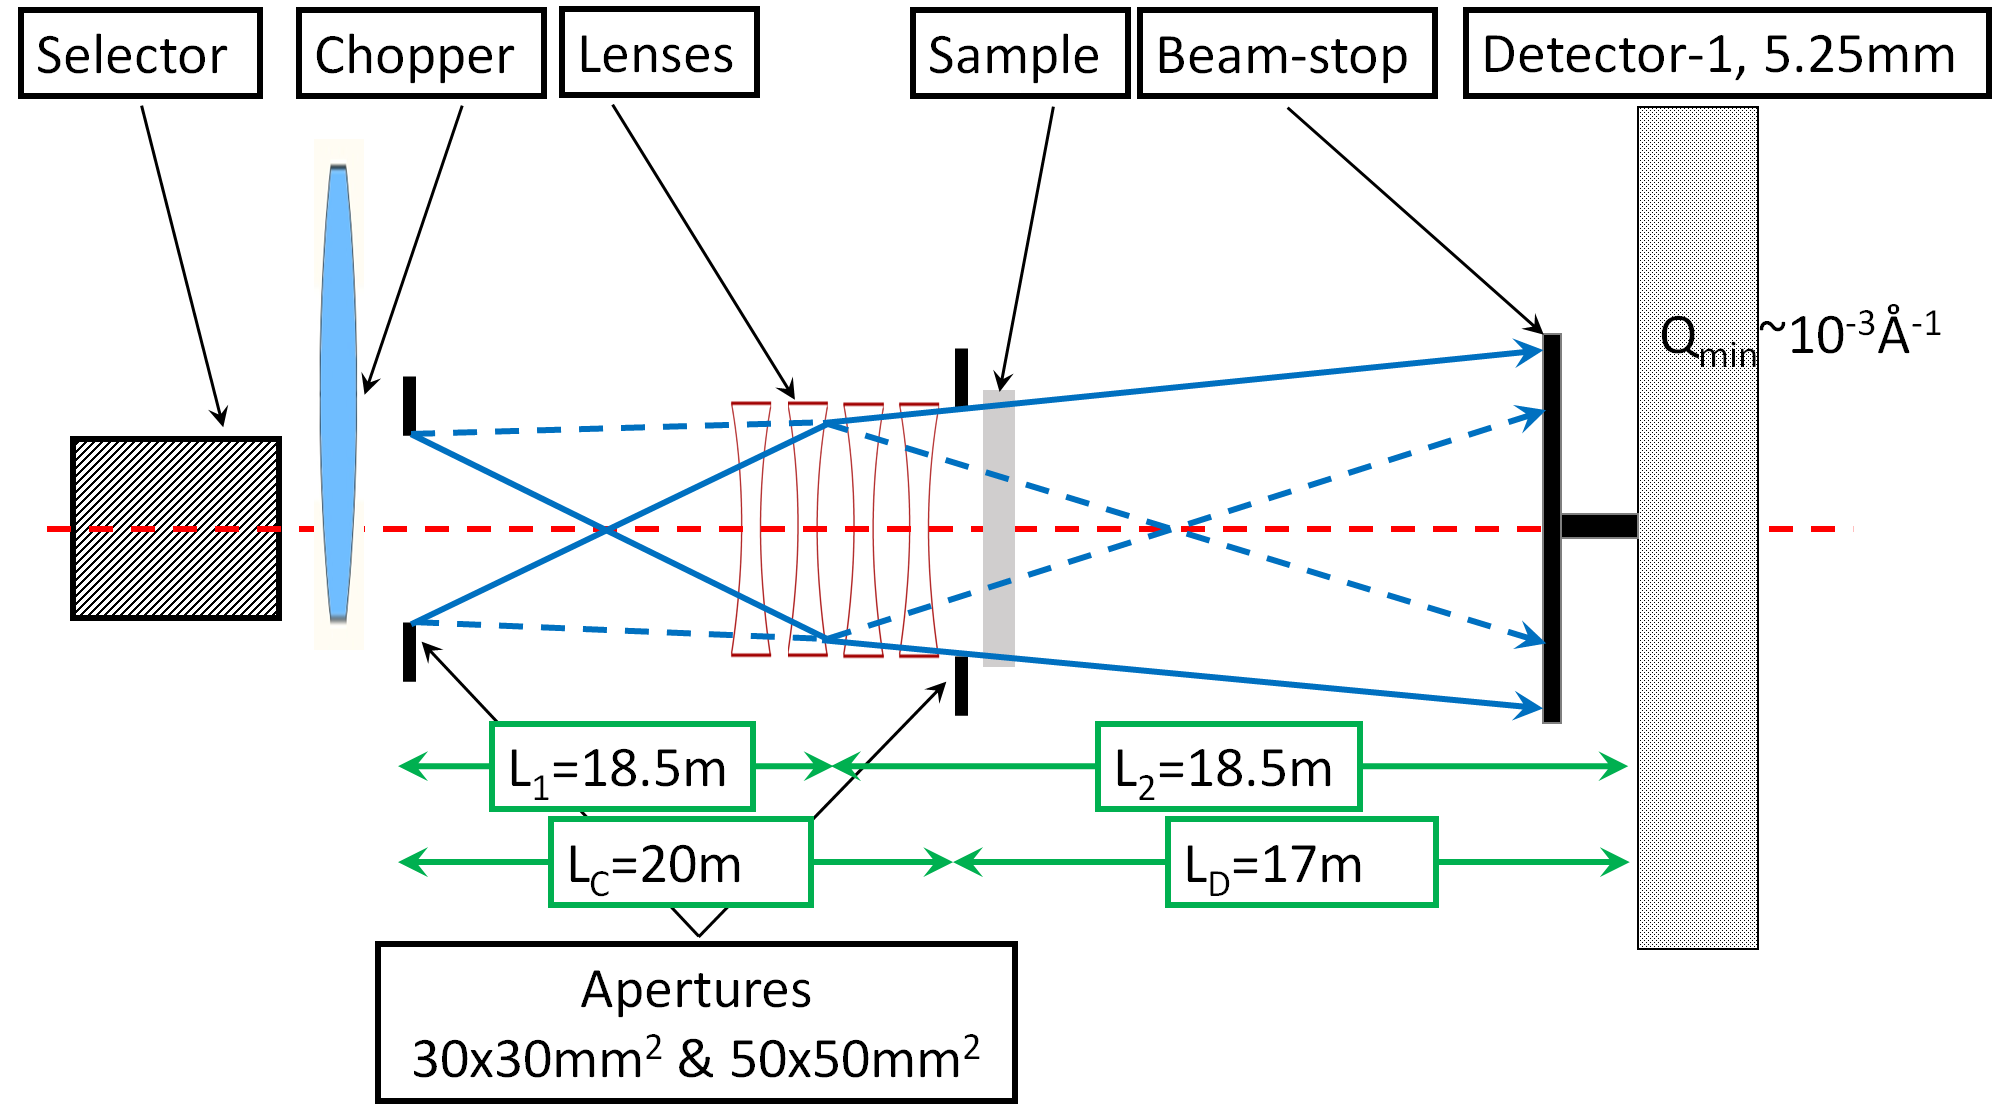 Selector
Chopper
Lenses
Sample
Beam-stop
Detector-1, 5.25mm
Qmin~10-3Å-1
L1=18.5m
L2=18.5m
LC=20m
LD=17m
Apertures
30x30mm2 & 50x50mm2